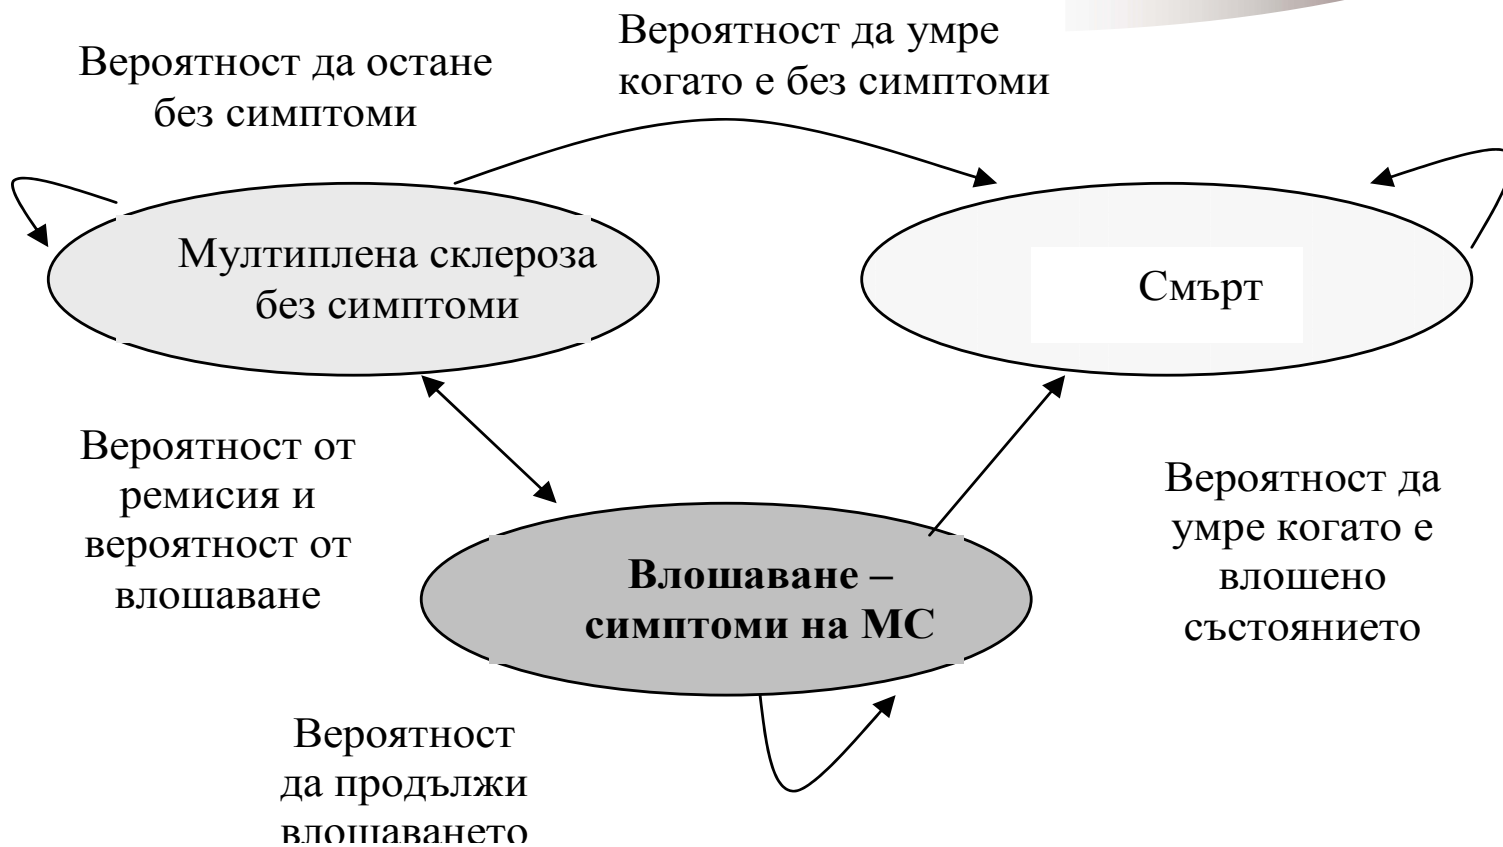 Вероятност да остане
без симптоми
Вероятност да умре
когато е без симптоми
Мултиплена склероза
без симптоми
Смърт
Вероятност от
ремисия и
вероятност от
влошаване
Вероятност да
умре когато е
влошено
състоянието
Влошаване –
симптоми на МС
Вероятност
да продължи
влошаването